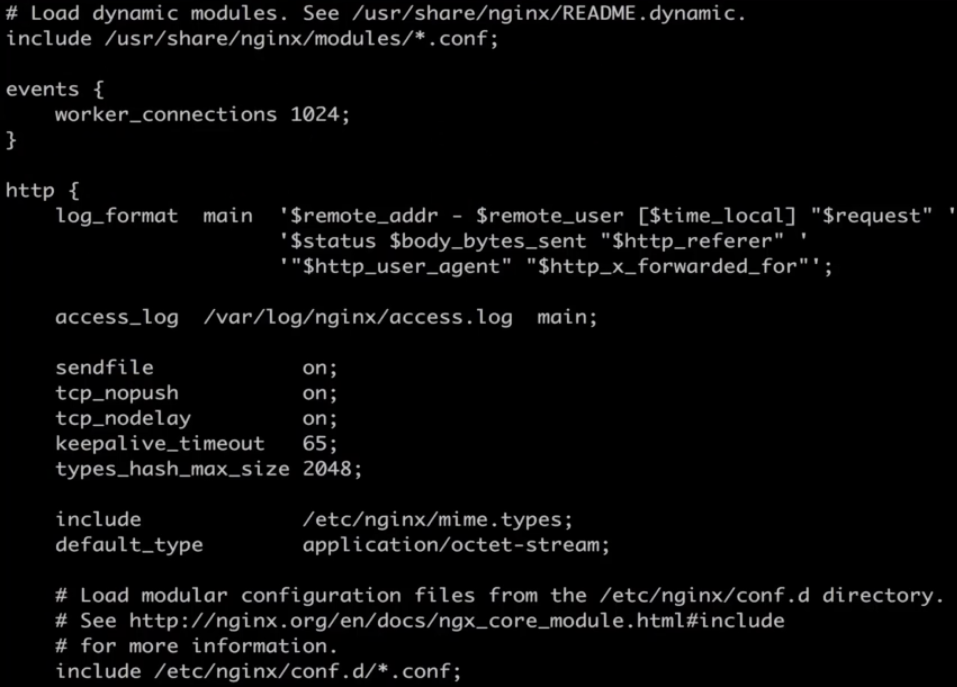 # Load dynamic modules. See /usr/share/nginx/README.dynamic.
include /usr/share/nginx/modules/*.conf;

events {
    worker_connections 1024;
}

http {
    log_format  main  '$remote_addr - $remote_user [$time_local] "$request" '
                      '$status $body_bytes_sent "$http_referer" '
                      '"$http_user_agent" "$http_x_forwarded_for"';

    access_log  /var/log/nginx/access.log  main;

    sendfile            on;
    tcp_nopush          on;
    tcp_nodelay         on;
    keepalive_timeout   65;
    types_hash_max_size 2048;

    include             /etc/nginx/mime.types;
    default_type        application/octet-stream;

    # Load modular configuration files from the /etc/nginx/conf.d directory.
    # See http://nginx.org/en/docs/ngx_core_module.html#include
    # for more information.
    include /etc/nginx/conf.d/*.conf;